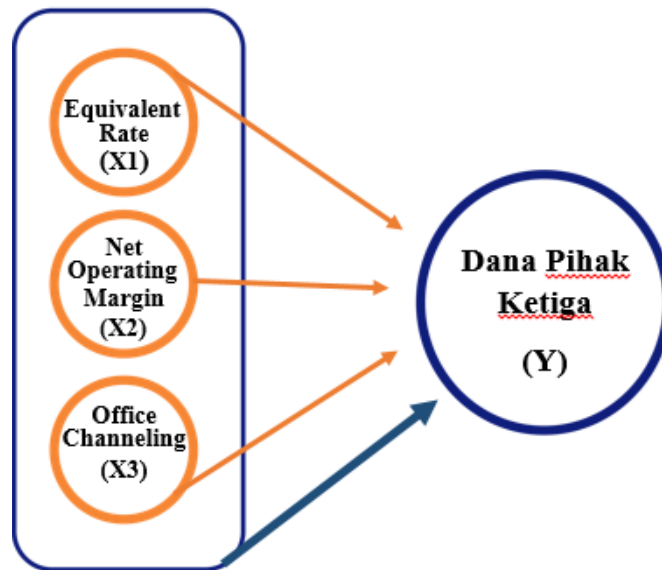 Equivalent
Rate
(X1)
Net
Operating
Margin
(X2)
Office
Channeling
(X3)
Dana Pihak
Ketiga
(Y)